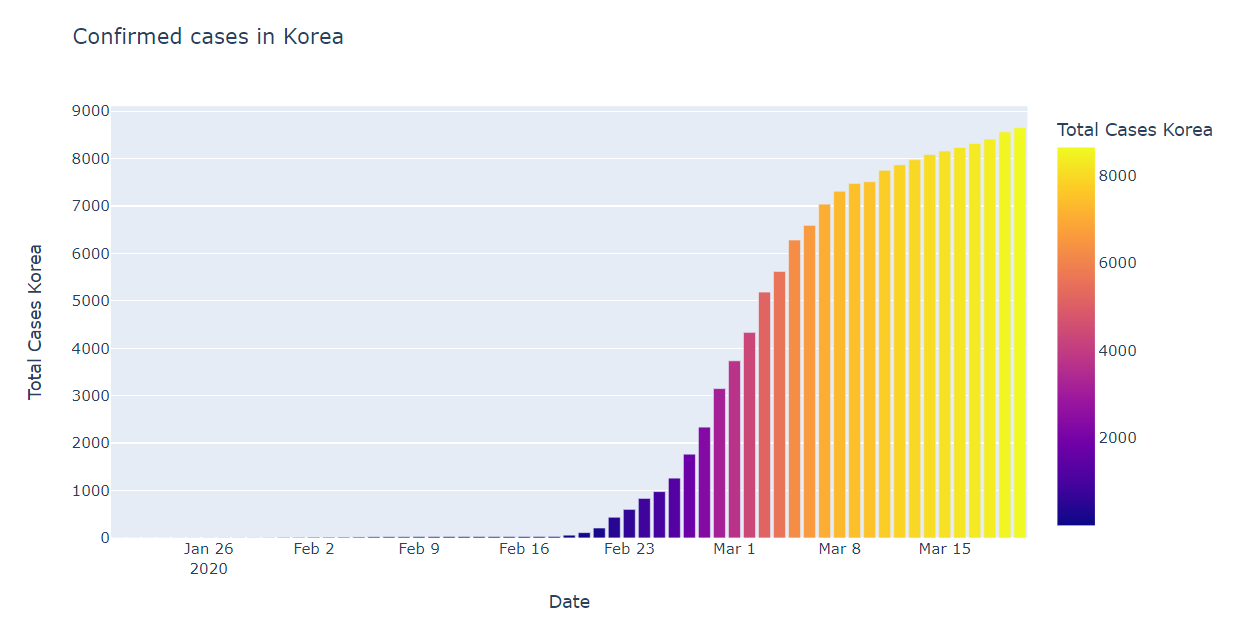 Confirmed cases in Korea
Total Cases Korea
9000
8000
7000
6000
5000
4000
3000
2000
1000
0
Jan 26
2020
Feb 2
Feb 9
Feb 16
Feb 23
Mar 1
Mar 8
Mar 15
Date
Total Cases Korea
8000
6000
4000
2000